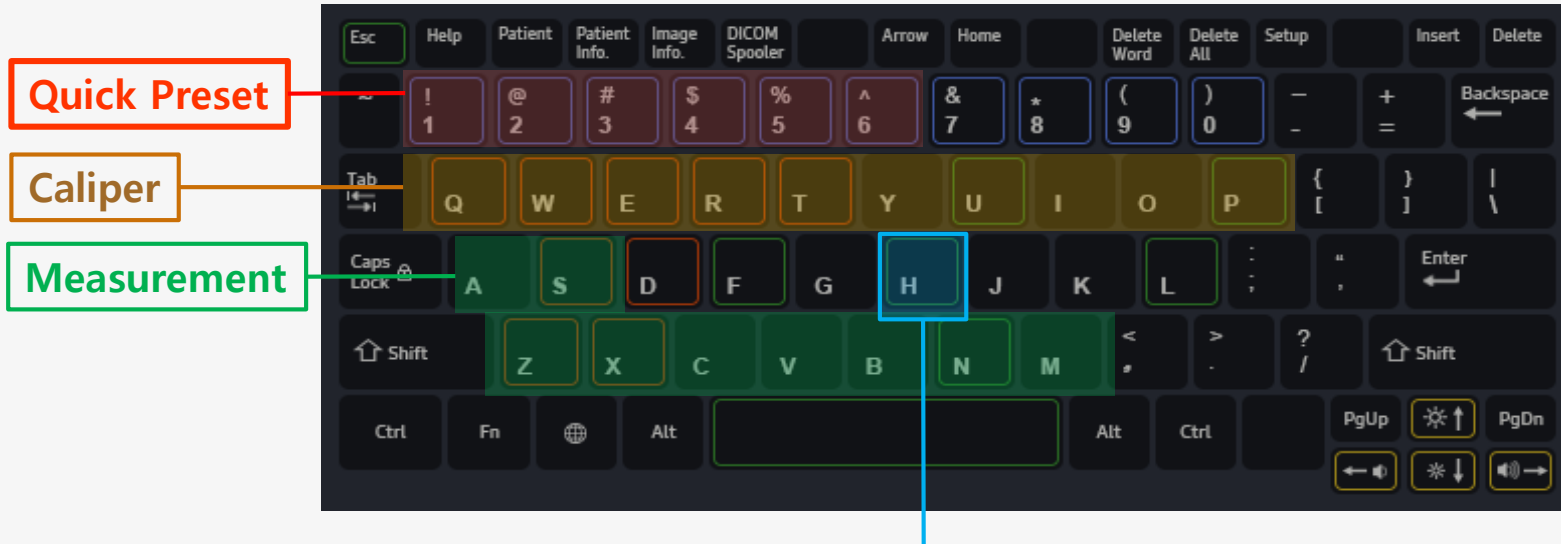 Esc Help Patient Patient Info. Image Info. DICOM Spooler Arrow Home Delete Word Delete All Setup Insert Delete
Quick Preset
~ ! 1 @ 2 # 3 $ 4 % 5 ^ 6 & 7 * 8 ( 9 ) 0 — - + = Backspace
Caliper
Tab Q W E R T Y U I O P { [ } ] | \
Measurement
Caps Lock A S D F G H J K L : ; “ ' Enter
Shift Z X C V B N M < , > . ? / Shift
Ctrl Fn Alt Alt Ctrl PgUp PgDn